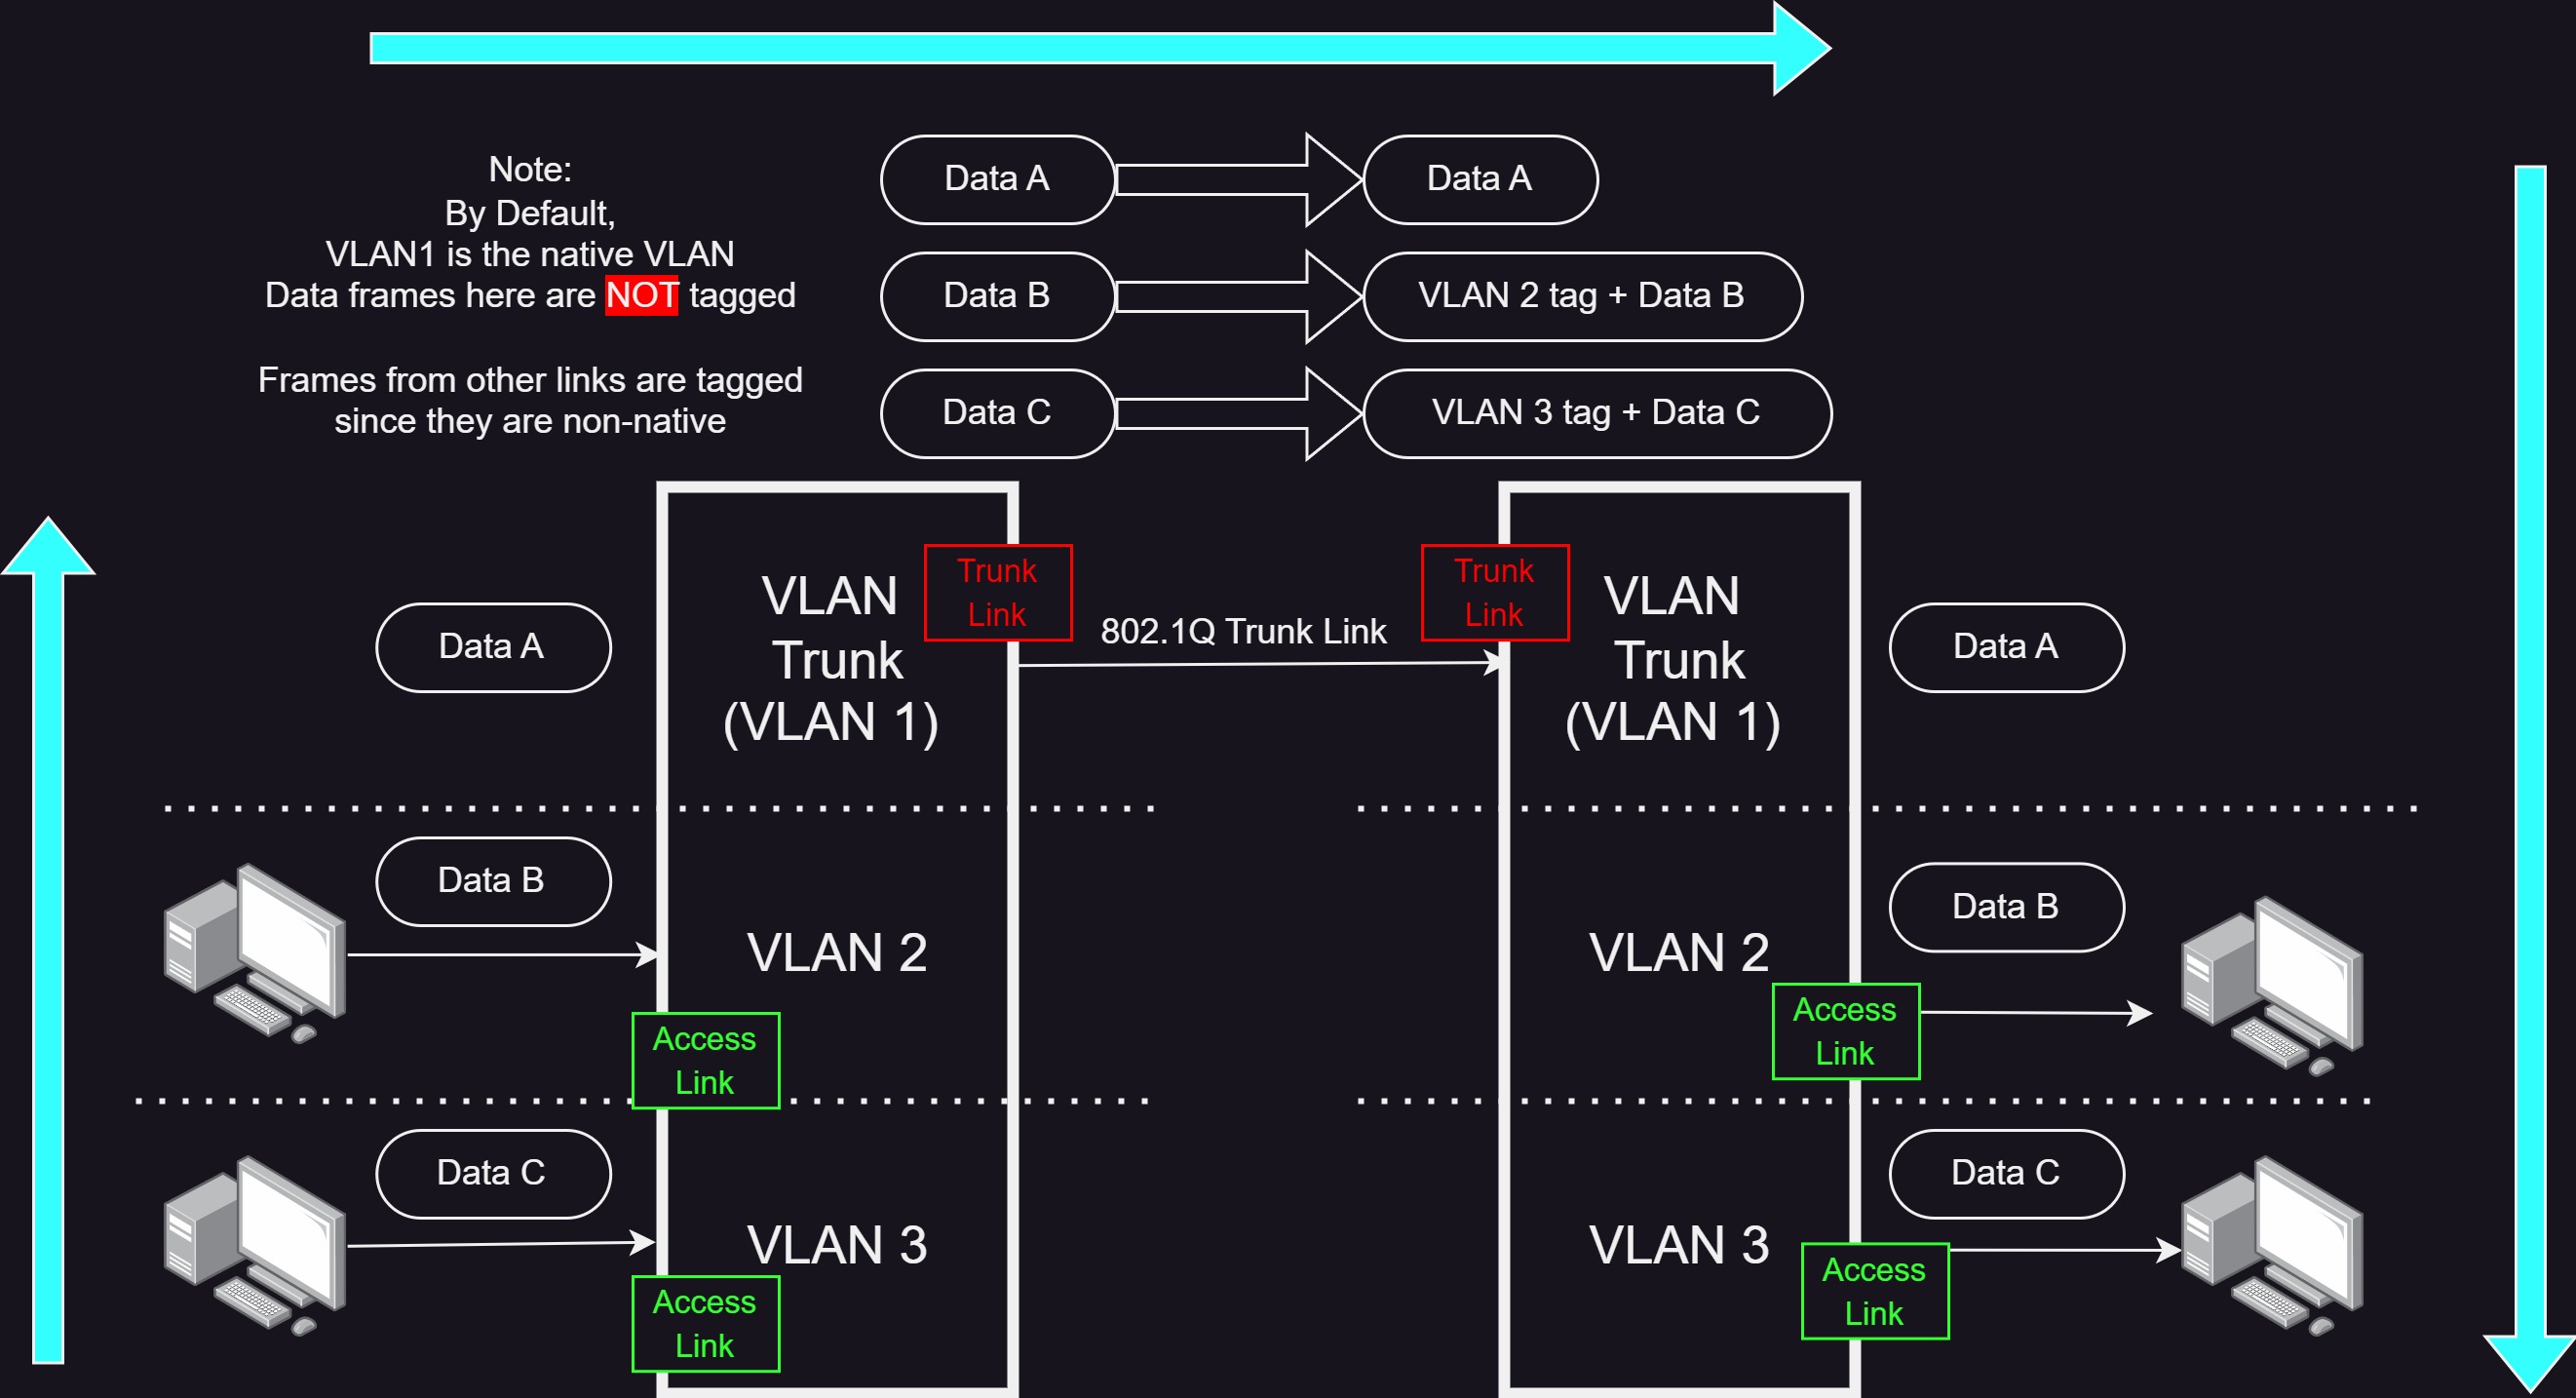 Note:
By Default,
VLAN1 is the native VLAN
Data frames here are NOT tagged
Frames from other links are tagged
since they are non-native
Data A
Data A
Data B
VLAN 2 tag + Data B
Data C
VLAN 3 tag + Data C
Data A
VLAN
Trunk
(VLAN 1)
Trunk
Link
802.1Q Trunk Link
Trunk
Link
VLAN
Trunk
(VLAN 1)
Data A
Data B
VLAN 2
Access
Link
VLAN 2
Access
Link
Data B
Data C
VLAN 3
Access
Link
VLAN 3
Access
Link
Data C